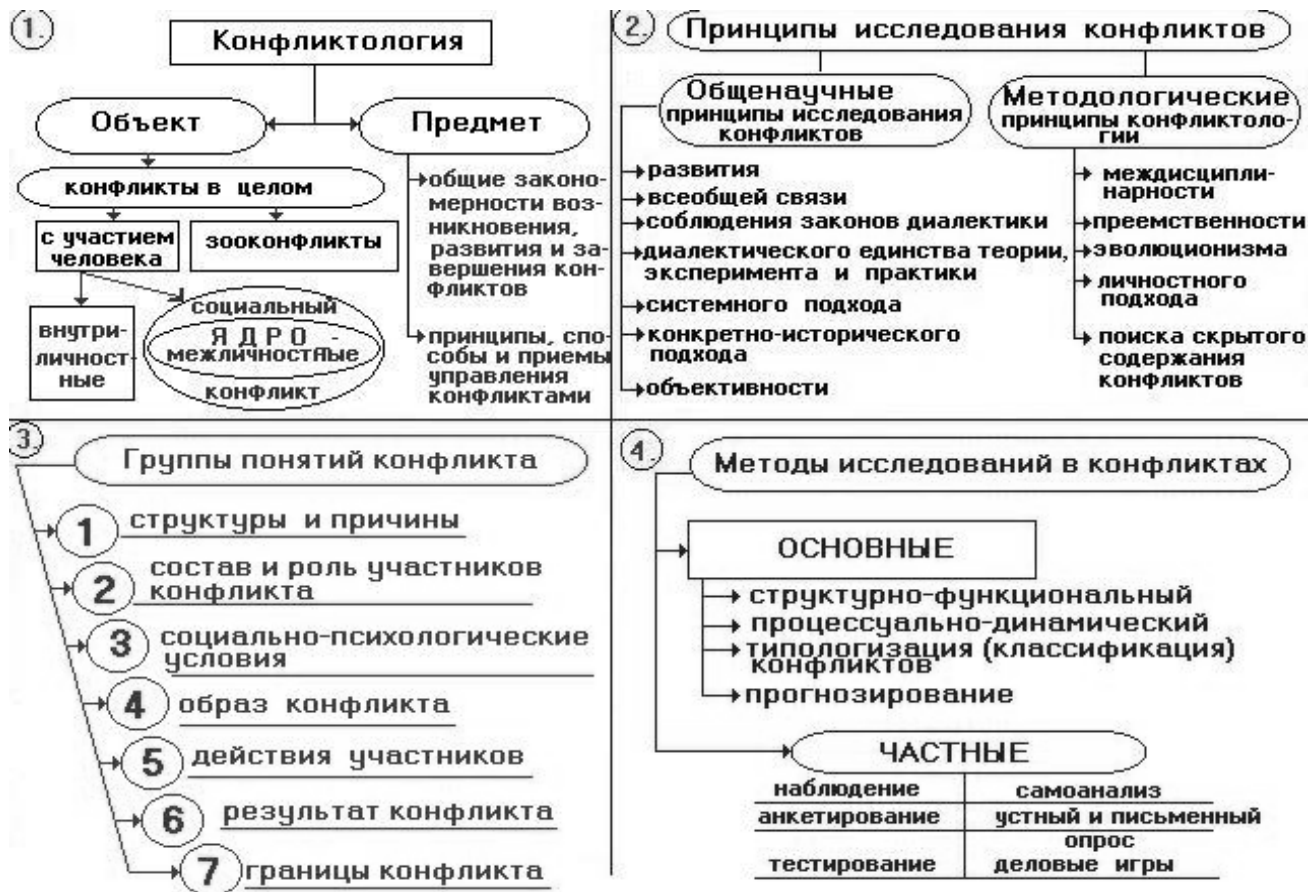 1.
Конфликтология
Объект
Предмет
конфликты в целом
с участием
человека
зооконфликты
внутри-
личност-
ные
социальный
ЯДРО -
межличностные
конфликт
общие законо-
мерности воз-
никновения,
развития и за-
вершения кон-
фликтов
принципы, спо-
собы и приемы
управления
конфликтами
2.
Принципы исследования конфликтов
Общенаучные
принципы исследования
конфликтов
развития
всеобщей связи
соблюдения законов диалектики
диалектического единства теории,
эксперимента и практики
системного подхода
конкретно-исторического
подхода
объективности
Методологические
принципы конфликтоло-
гии
междисципли-
нарности
преемственности
эволюционизма
личностного
подхода
поиска скрытого
содержания
конфликтов
3.
Группы понятий конфликта
1 структуры и причины
2 состав и роль участников
конфликта
3 социально-психологические
условия
4 образ конфликта
5 действия участников
6 результат конфликта
7 границы конфликта
4.
Методы исследований в конфликтах
ОСНОВНЫЕ
структурно-функциональный
процессуально-динамический
типологизация (классификация)
конфликтов
прогнозирование
ЧАСТНЫЕ
наблюдение самоанализ
анкетирование устный и письменный
опрос
тестирование деловые игры